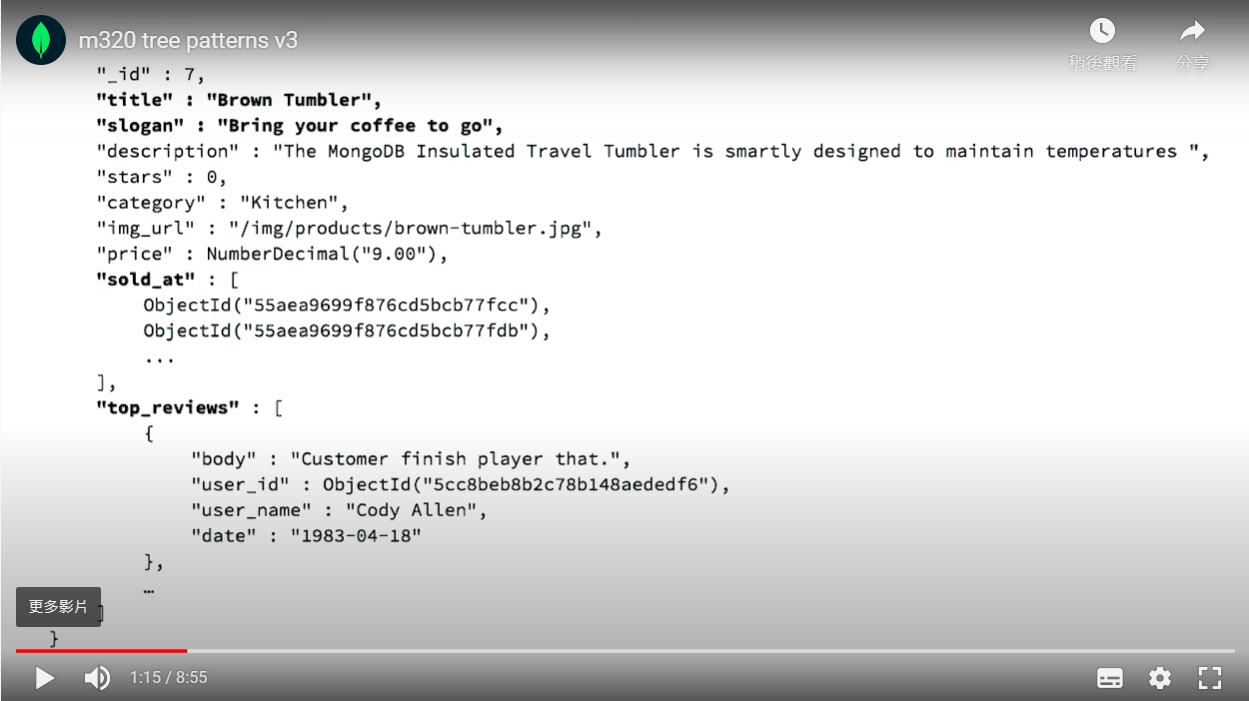 m320 tree patterns v3
稍後觀看
分享
"_id" : 7,
"title" : "Brown Tumbler",
"slogan" : "Bring your coffee to go",
"description" : "The MongoDB Insulated Travel Tumbler is smartly designed to maintain temperatures ",
"stars" : 0,
"category" : "Kitchen",
"img_url" : "/img/products/brown-tumbler.jpg",
"price" : NumberDecimal("9.00"),
"sold_at" : [
ObjectId("55aea9699f876cd5bcb77fcc"),
ObjectId("55aea9699f876cd5bcb77fdb"),
...
],
"top_reviews" : [
{
"body" : "Customer finish player that.",
"user_id" : ObjectId("5cc8beb8b2c78b148aededf6"),
"user_name" : "Cody Allen",
"date" : "1983-04-18"
},
…
更多影片
]
}
1:15 / 8:55